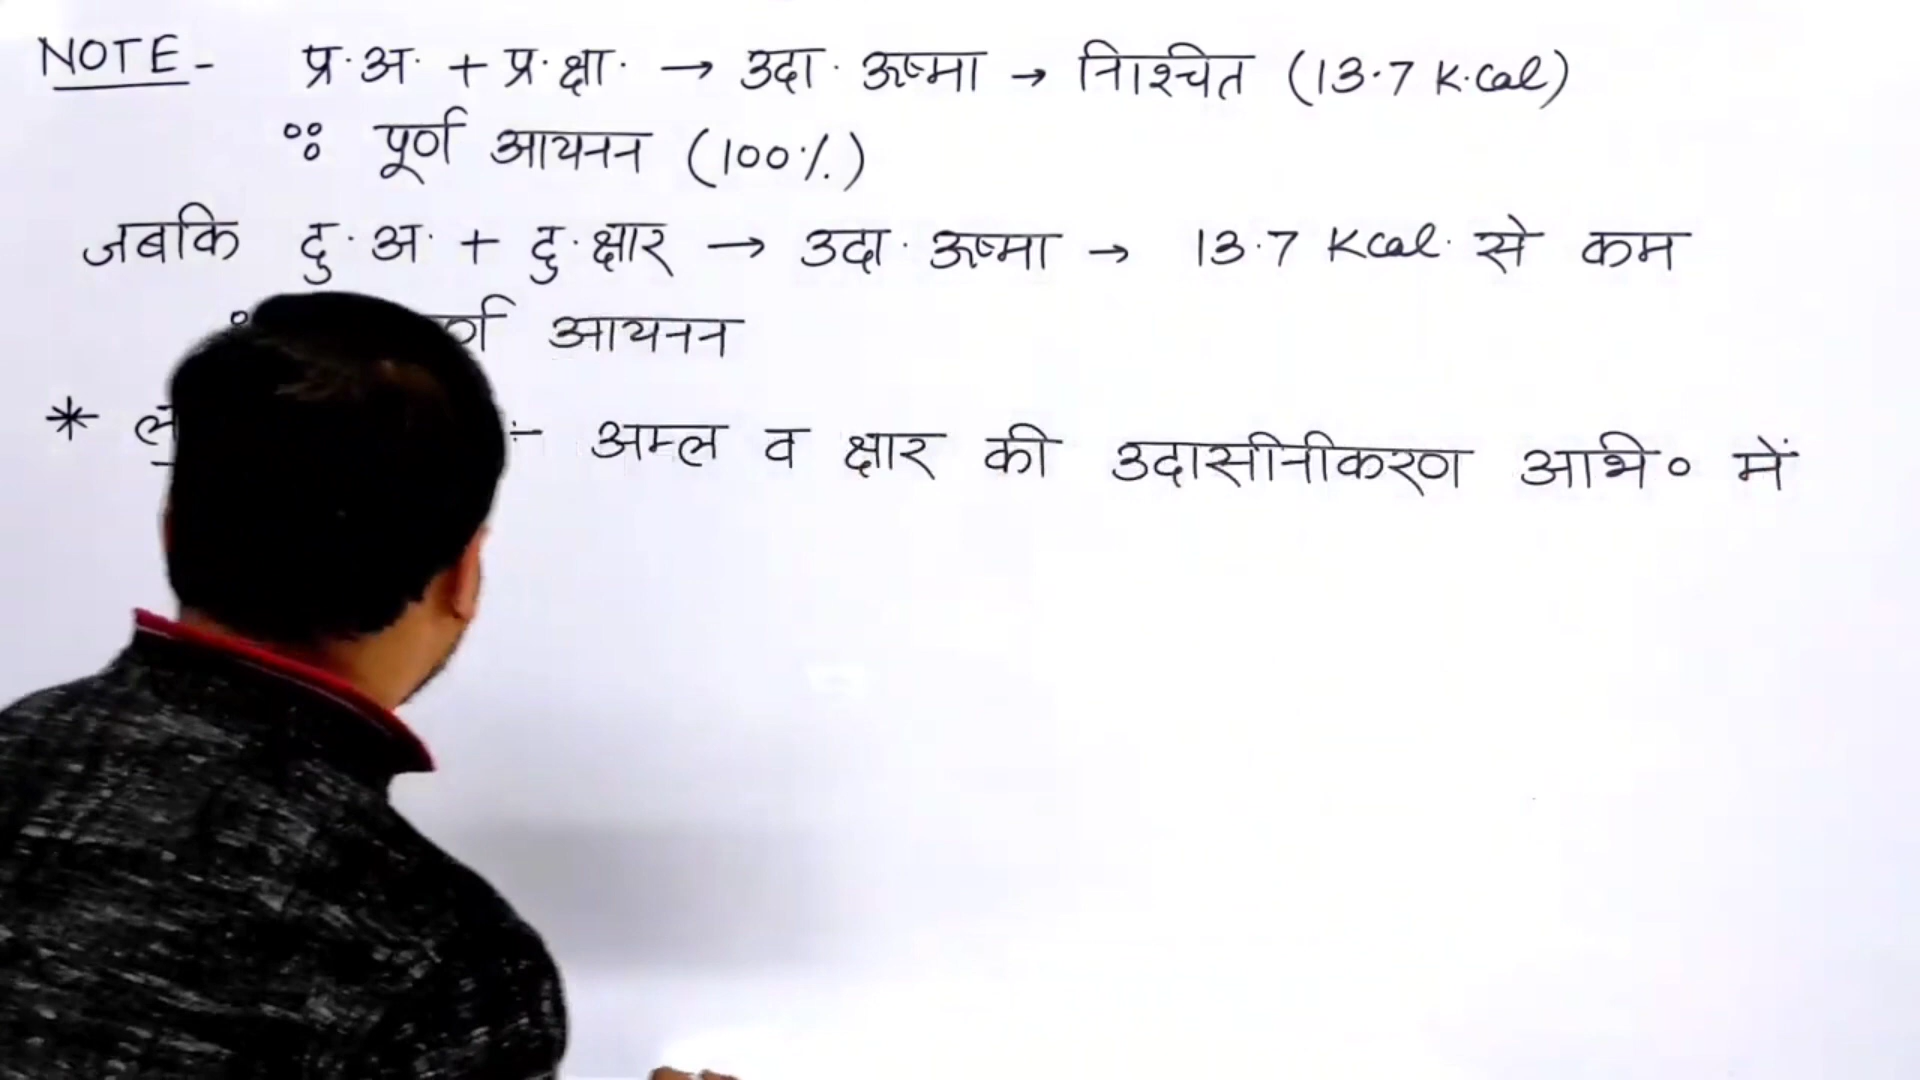 NOTE - प्र. अ. + प्र. क्षा. → उदा. ऊष्मा → निश्चित (13.7 K.Cal)
∵ पूर्ण आयनन (100%)
जबकि दु. अ. + दु. क्षार → उदा. ऊष्मा → 13.7 Kcal. से कम
आयनन
* :- अम्ल व क्षार की उदासीनीकरण अभि० में